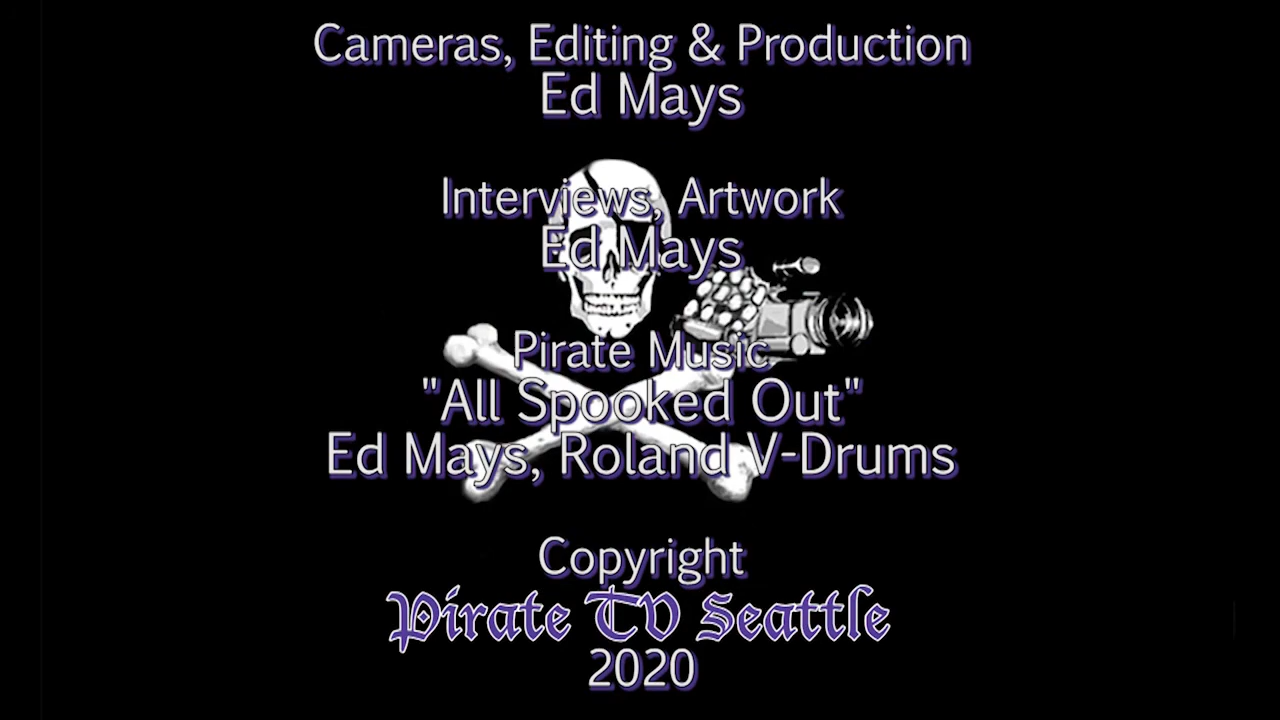 Cameras, Editing & Production
Ed Mays
Interviews, Artwork
Ed Mays
Pirate Music
"All Spooked Out"
Ed Mays, Roland V-Drums
Copyright
Pirate TV Seattle
2020